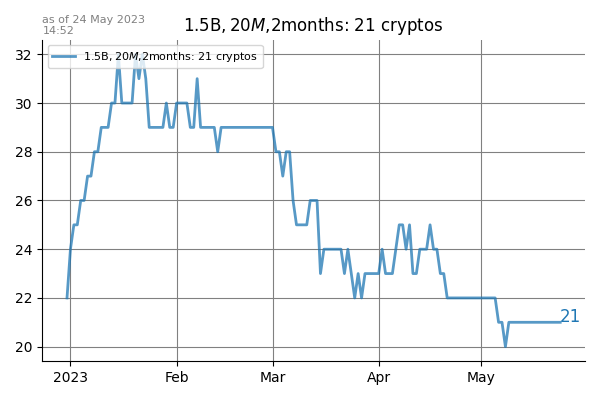 as of 24 May 2023
14:52
1.5B, 20M,2months: 21 cryptos
1.5B, 20M,2months: 21 cryptos
32
30
28
26
24
22
20
21
2023
Feb
Mar
Apr
May